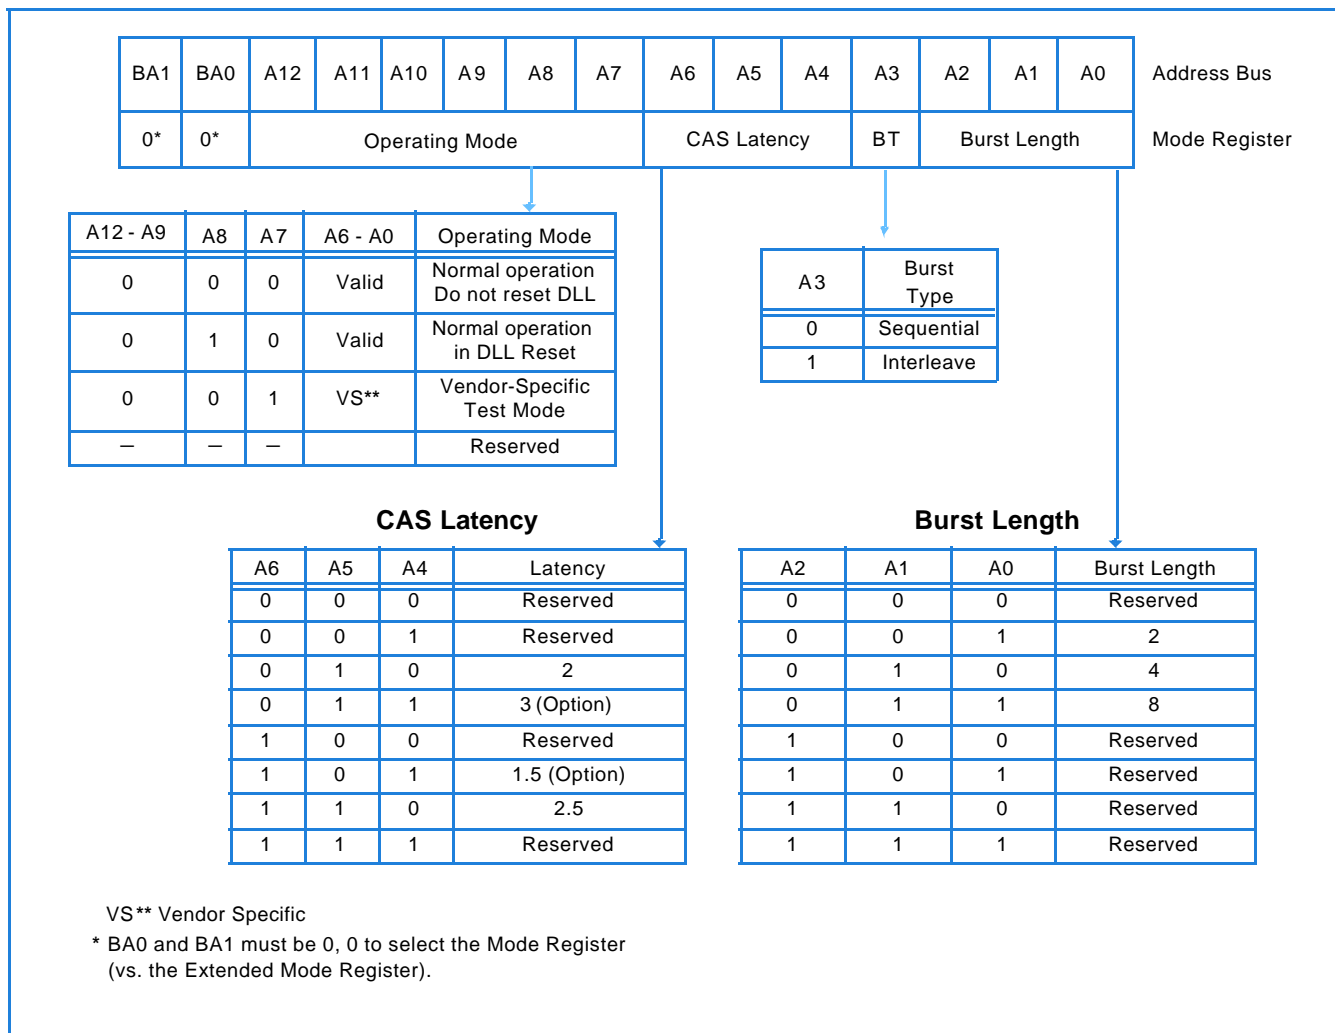 BA1 BA0 A12 A11 A10 A9 A8 A7 A6 A5 A4 A3 A2 A1 A0 Address Bus
0* 0* Operating Mode CAS Latency BT Burst Length Mode Register
A12 - A9 A8 A7 A6 - A0 Operating Mode
0 0 0 Valid Normal operation
Do not reset DLL
0 1 0 Valid Normal operation
in DLL Reset
0 0 1 VS** Vendor-Specific
Test Mode
– – – Reserved
A3 Burst
Type
0 Sequential
1 Interleave
CAS Latency
A6 A5 A4 Latency
0 0 0 Reserved
0 0 1 Reserved
0 1 0 2
0 1 1 3 (Option)
1 0 0 Reserved
1 0 1 1.5 (Option)
1 1 0 2.5
1 1 1 Reserved
Burst Length
A2 A1 A0 Burst Length
0 0 0 Reserved
0 0 1 2
0 1 0 4
0 1 1 8
1 0 0 Reserved
1 0 1 Reserved
1 1 0 Reserved
1 1 1 Reserved
VS** Vendor Specific
* BA0 and BA1 must be 0, 0 to select the Mode Register
(vs. the Extended Mode Register).